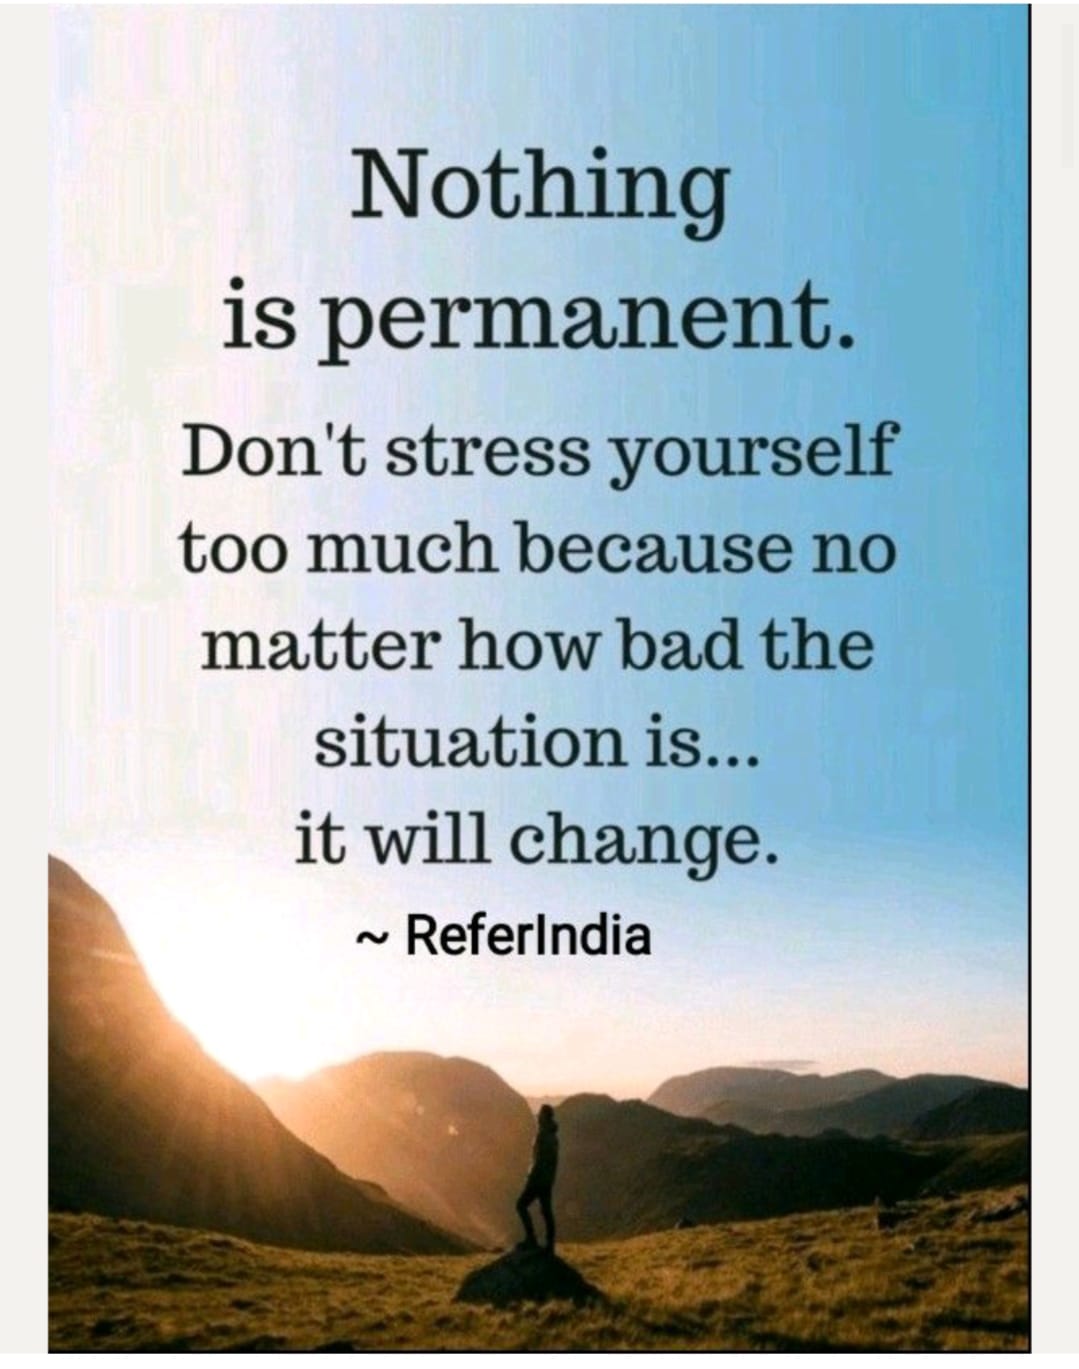 Nothing
is permanent.
Don't stress yourself
too much because no
matter how bad the
situation is...
it will change.
~ ReferIndia